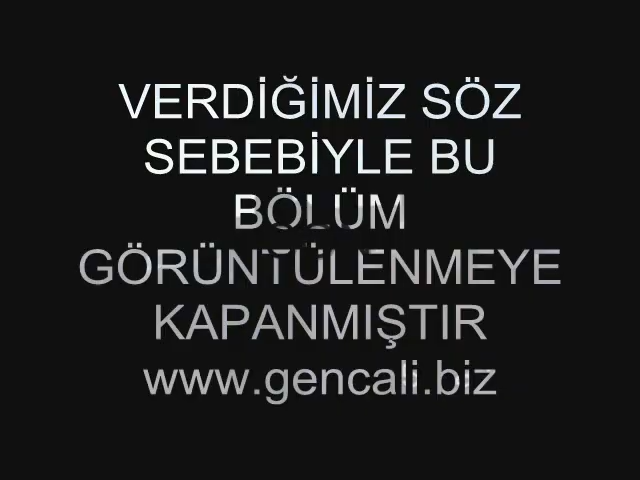 VERDİĞİMİZ SÖZ
SEBEBİYLE BU
BÖLÜM
GÖRÜNTÜLENMEYE
KAPANMIŞTIR
www.gencali.biz